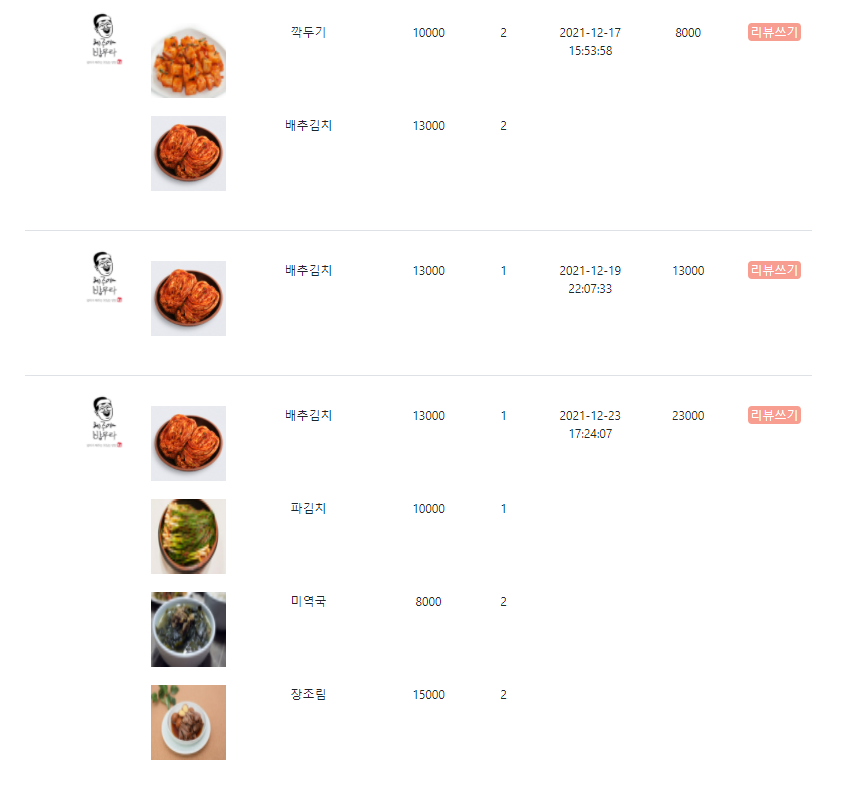 깍두기 10000 2 2021-12-17 8000 리뷰쓰기
15:53:58
배추김치 13000 2
배추김치 13000 1 2021-12-19 13000 리뷰쓰기
22:07:33
배추김치 13000 1 2021-12-23 23000 리뷰쓰기
17:24:07
파김치 10000 1
미역국 8000 2
장조림 15000 2